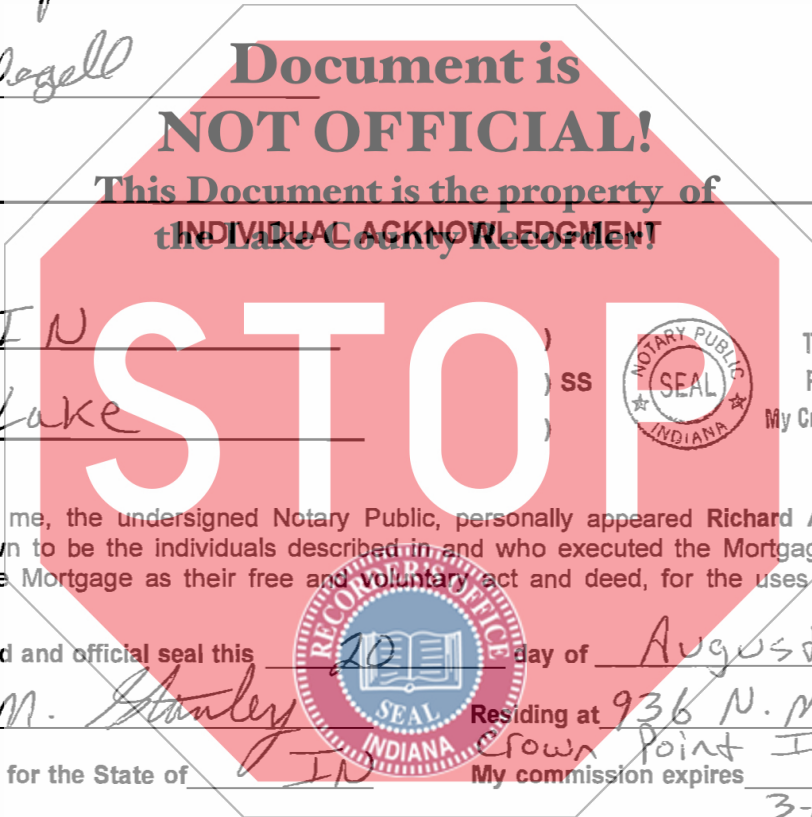 Document is
NOT OFFICIAL!
This Document is the property of
the Lake County Recorder!
INDIVIDUAL ACKNOWLEDGMENT
STOP
IN )
) SS
Lake )
NOTARY PUBLIC
SEAL
INDIANA
My
me, the undersigned Notary Public, personally appeared Richard
to be the individuals described in and who executed the Mortgag
Mortgage as their free and voluntary act and deed, for the uses
and official seal this 20 day of August
M. Stanley Residing at 936 N.
Crown Point
for the State of IN My commission expires
3-
RECORDER'S OFFICE
SEAL
INDIANA